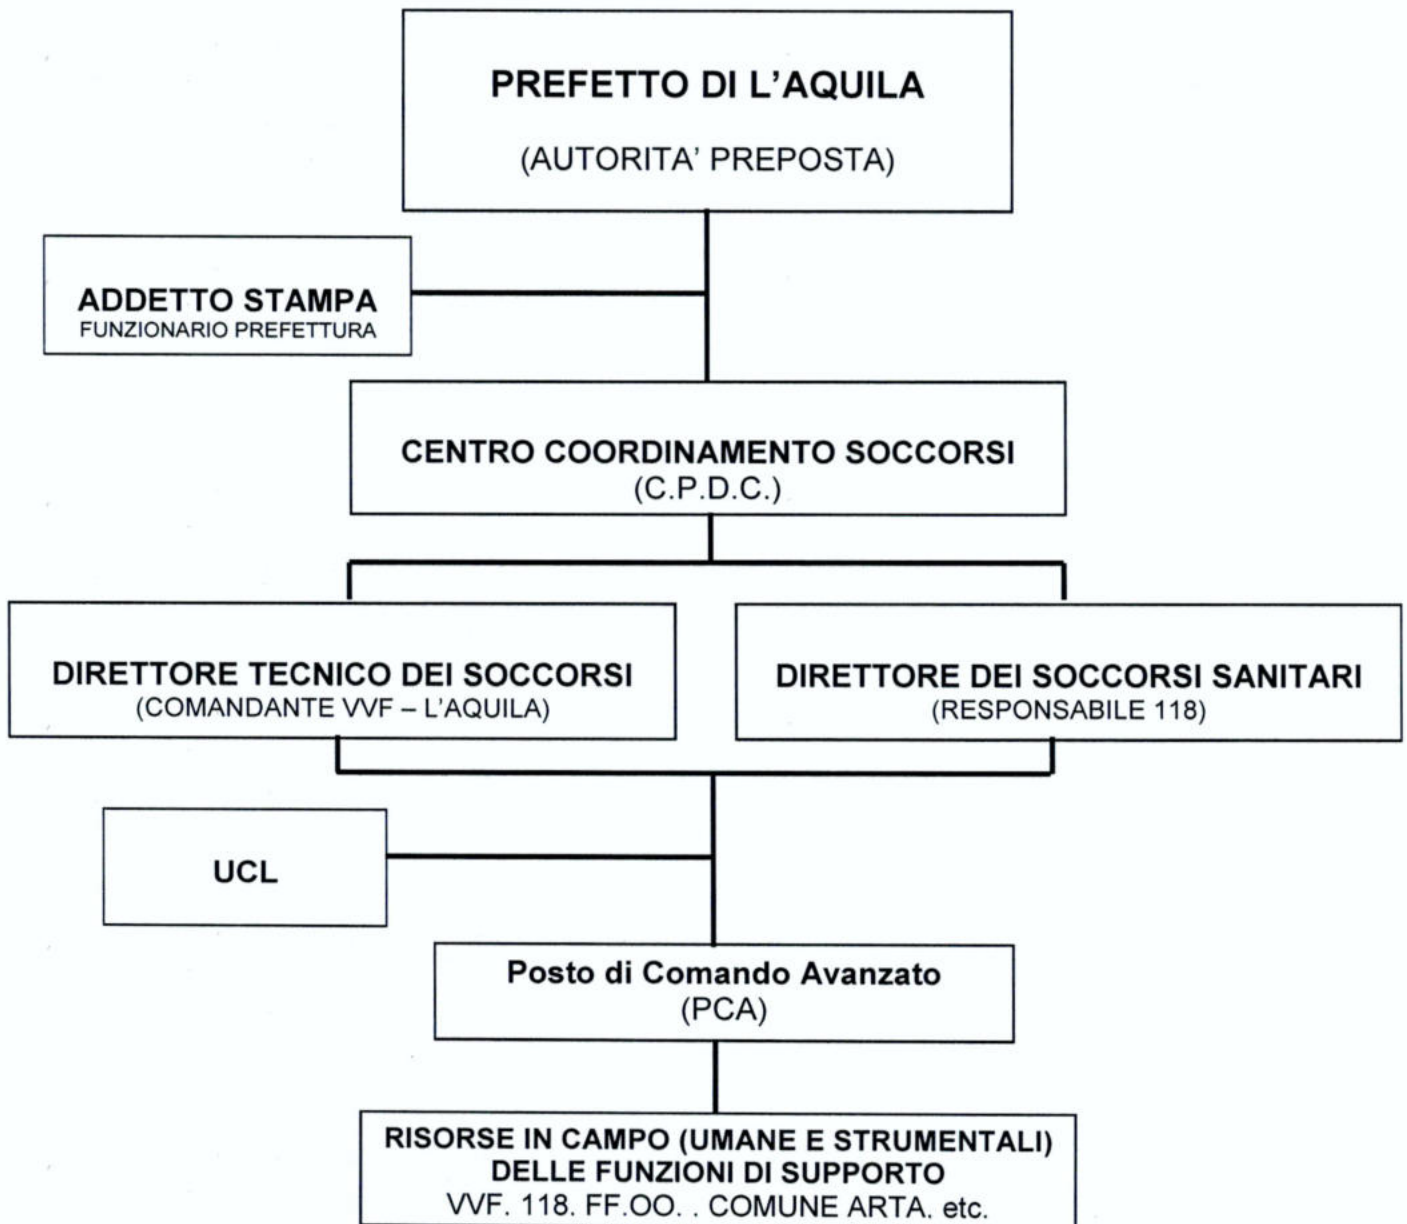 PREFETTO DI L'AQUILA
(AUTORITA' PREPOSTA)
ADDETTO STAMPA
FUNZIONARIO PREFETTURA
CENTRO COORDINAMENTO SOCCORSI
(C.P.D.C.)
DIRETTORE TECNICO DEI SOCCORSI
(COMANDANTE VVF – L'AQUILA)
DIRETTORE DEI SOCCORSI SANITARI
(RESPONSABILE 118)
UCL
Posto di Comando Avanzato
(PCA)
RISORSE IN CAMPO (UMANE E STRUMENTALI)
DELLE FUNZIONI DI SUPPORTO
VVF. 118. FF.OO. . COMUNE ARTA. etc.